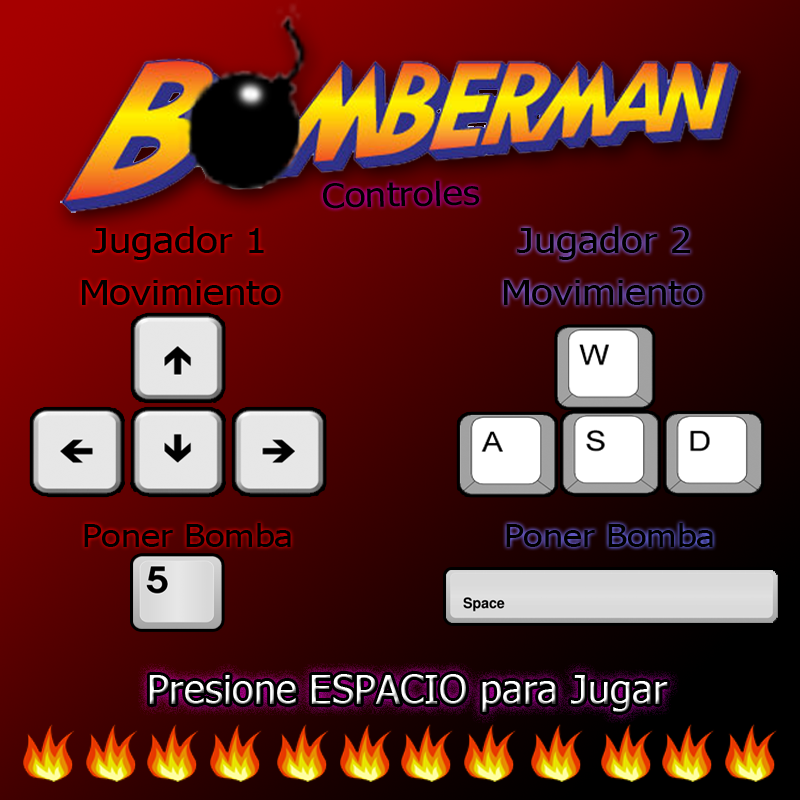 BOMBERMAN
Controles
Jugador 1
Jugador 2
Movimiento
Movimiento
↑
W
← ↓ →
A S D
Poner Bomba
Poner Bomba
5
Space
Presione ESPACIO para Jugar